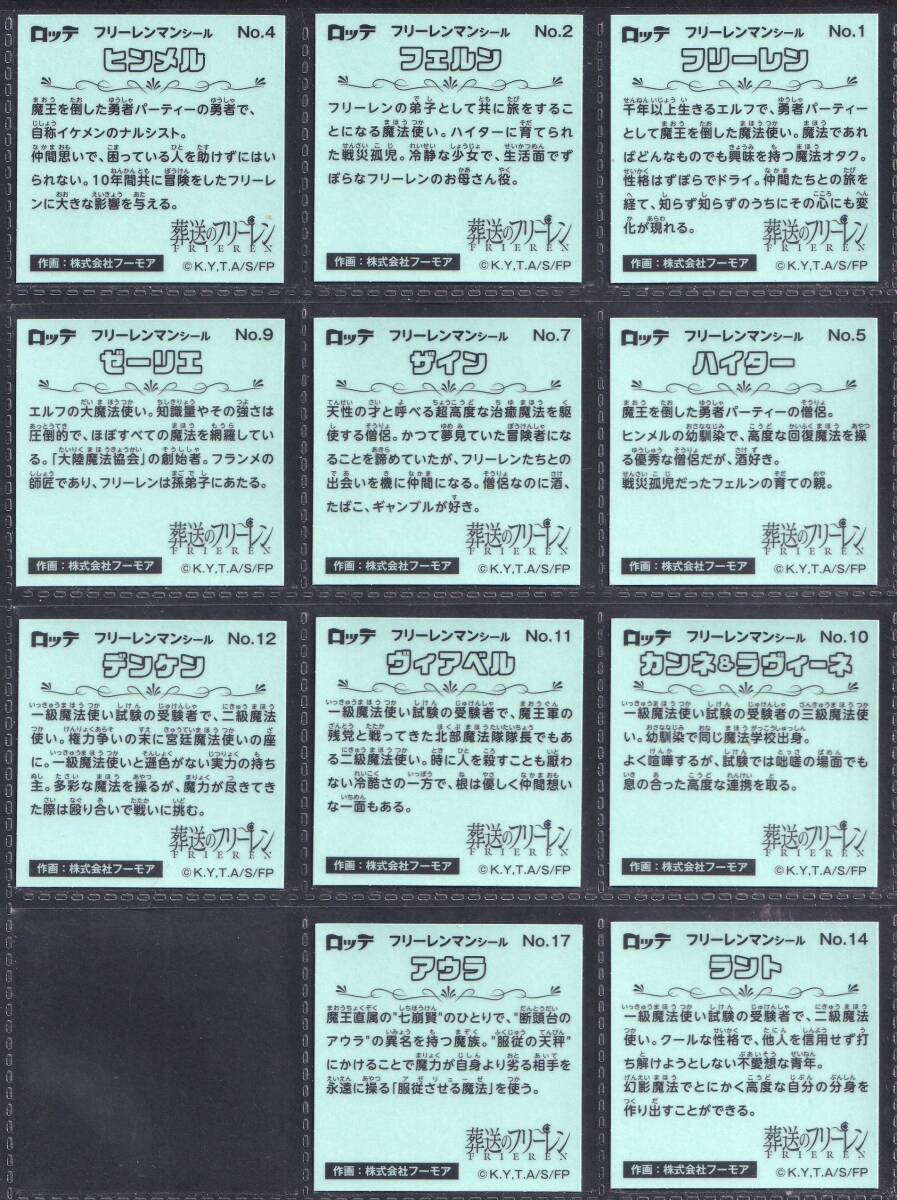 ロッテ フリーレンマンシール No.4
ヒンメル
魔王を倒した勇者パーティーの勇者で、
自称イケメンのナルシスト。
仲間思いで、困っている人を助けずにはい
られない。10年間共に冒険をしたフリーレ
ンに大きな影響を与える。
葬送のフリーレン
FRIEREN
作画：株式会社フーモア ©K.Y,T.A/S/FP
ロッテ フリーレンマンシール No.2
フェルン
フリーレンの弟子として共に旅をするこ
とになる魔法使い。ハイターに育てられ
た戦災孤児。冷静な少女で、生活面でず
ぼらなフリーレンのお母さん役。
葬送のフリーレン
FRIEREN
作画：株式会社フーモア ©K.Y,T.A/S/FP
ロッテ フリーレンマンシール No.1
フリーレン
千年以上生きるエルフで、勇者パーティー
として魔王を倒した魔法使い。魔法であれ
ばどんなものでも興味を持つ魔法オタク。
性格はずぼらでドライ。仲間たちとの旅を
経て、知らず知らずのうちにその心にも変
化が現れる。
葬送のフリーレン
FRIEREN
作画：株式会社フーモア ©K.Y,T.A/S/FP
ロッテ フリーレンマンシール No.9
ゼーリエ
エルフの大魔法使い。知識量やその強さは
圧倒的で、ほぼすべての魔法を網羅してい
る。「大陸魔法協会」の創始者。フランメの
師匠であり、フリーレンは孫弟子にあたる。
葬送のフリーレン
FRIEREN
作画：株式会社フーモア ©K.Y,T.A/S/FP
ロッテ フリーレンマンシール No.7
ザイン
天性の才と呼べる超高度な治癒魔法を駆
使する僧侶。かつて夢見ていた冒険者にな
ることを諦めていたが、フリーレンたちとの
出会いを機に仲間になる。僧侶なのに酒、
たばこ、ギャンブルが好き。
葬送のフリーレン
FRIEREN
作画：株式会社フーモア ©K.Y,T.A/S/FP
ロッテ フリーレンマンシール No.5
ハイター
魔王を倒した勇者パーティーの僧侶。
ヒンメルの幼馴染で、高度な回復魔法を操
る優秀な僧侶だが、酒好き。
戦災孤児だったフェルンの育ての親。
葬送のフリーレン
FRIEREN
作画：株式会社フーモア ©K.Y,T.A/S/FP
ロッテ フリーレンマンシール No.12
デンケン
一級魔法使い試験の受験者で、二級魔法
使い。権力争いの末に宮廷魔法使いの座
に。一級魔法使いと遜色がない実力の持ち
主。多彩な魔法を操るが、魔力が尽きてき
た際は殴り合いで戦いに挑む。
葬送のフリーレン
FRIEREN
作画：株式会社フーモア ©K.Y,T.A/S/FP
ロッテ フリーレンマンシール No.11
ヴィアベル
一級魔法使い試験の受験者で、魔王軍の
残党と戦ってきた北部魔法隊隊長でもあ
る二級魔法使い。時に人を殺すことも厭わ
ない冷酷さの一方で、根は優しく仲間想い
な一面もある。
葬送のフリーレン
FRIEREN
作画：株式会社フーモア ©K.Y,T.A/S/FP
ロッテ フリーレンマンシール No.10
カンネ&ラヴィーネ
一級魔法使い試験の受験者の三級魔法使
い。幼馴染で同じ魔法学校出身。
よく喧嘩するが、試験では咄嗟の場面でも
息の合った高度な連携を取る。
葬送のフリーレン
FRIEREN
作画：株式会社フーモア ©K.Y,T.A/S/FP
ロッテ フリーレンマンシール No.17
アウラ
魔王直属の"七崩賢"のひとりで、"断頭台の
アウラ"の異名を持つ魔族。"服従の天秤"
にかけることで魔力が自身より劣る相手を
永遠に操る「服従させる魔法」を使う。
葬送のフリーレン
FRIEREN
作画：株式会社フーモア ©K.Y,T.A/S/FP
ロッテ フリーレンマンシール No.14
ラント
一級魔法使い試験の受験者で、二級魔法
使い。クールな性格で、他人を信用せず打
ち解けようとしない不愛想な青年。
幻影魔法でとにかく高度な自分の分身を
作り出すことができる。
葬送のフリーレン
FRIEREN
作画：株式会社フーモア ©K.Y,T.A/S/FP